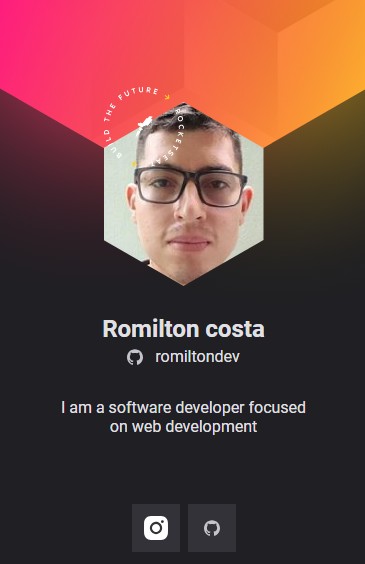 BUILD THE FUTURE → ROCKETSEAT →
Romilton costa
romiltondev
I am a software developer focused
on web development